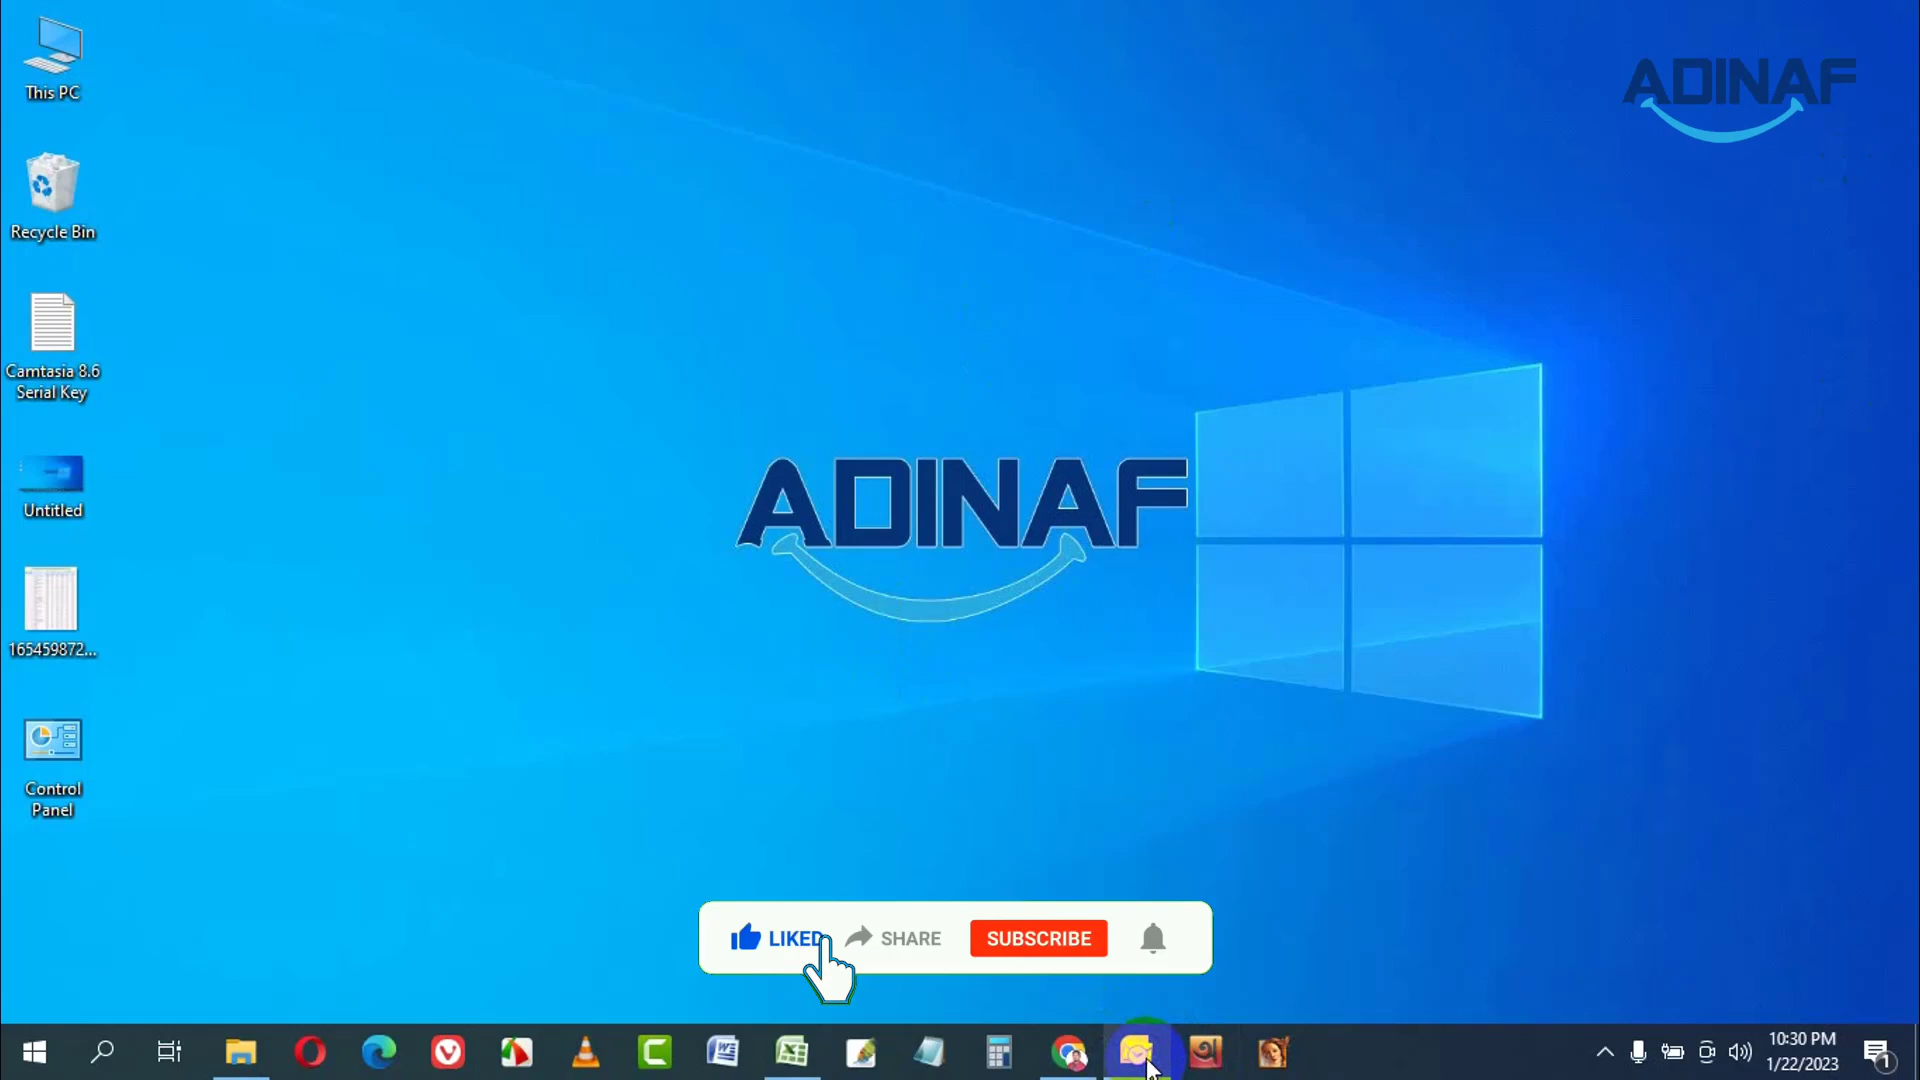 This PC
ADINAF
Recycle Bin
Camtasia 8.6
Serial Key
Untitled
ADINAF
165459872...
Control
Panel
LIKED
SHARE
SUBSCRIBE
10:30 PM
1/22/2023
1